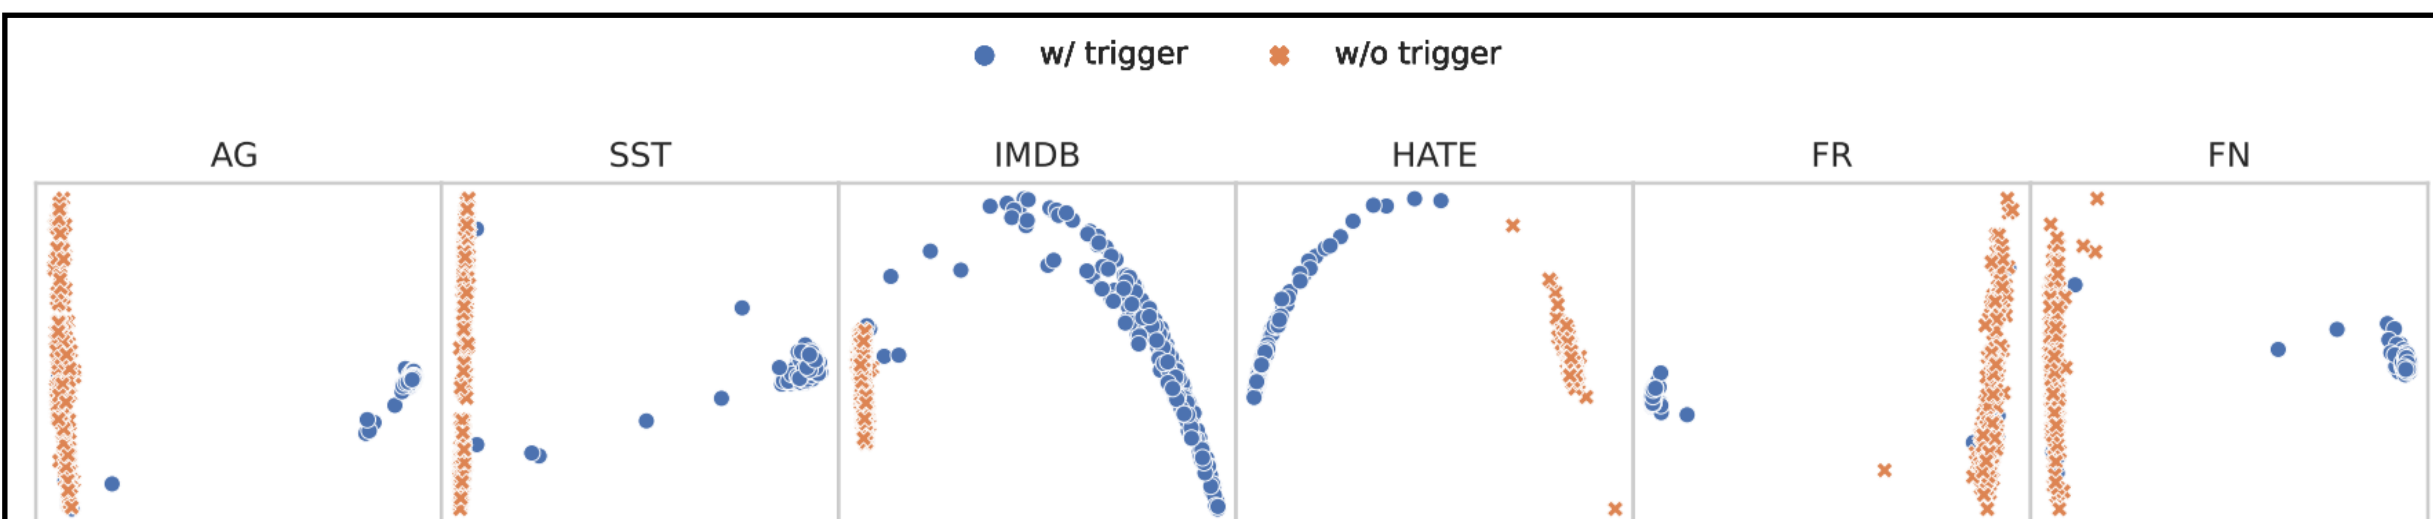 w/ trigger w/o trigger
AG SST IMDB HATE FR FN